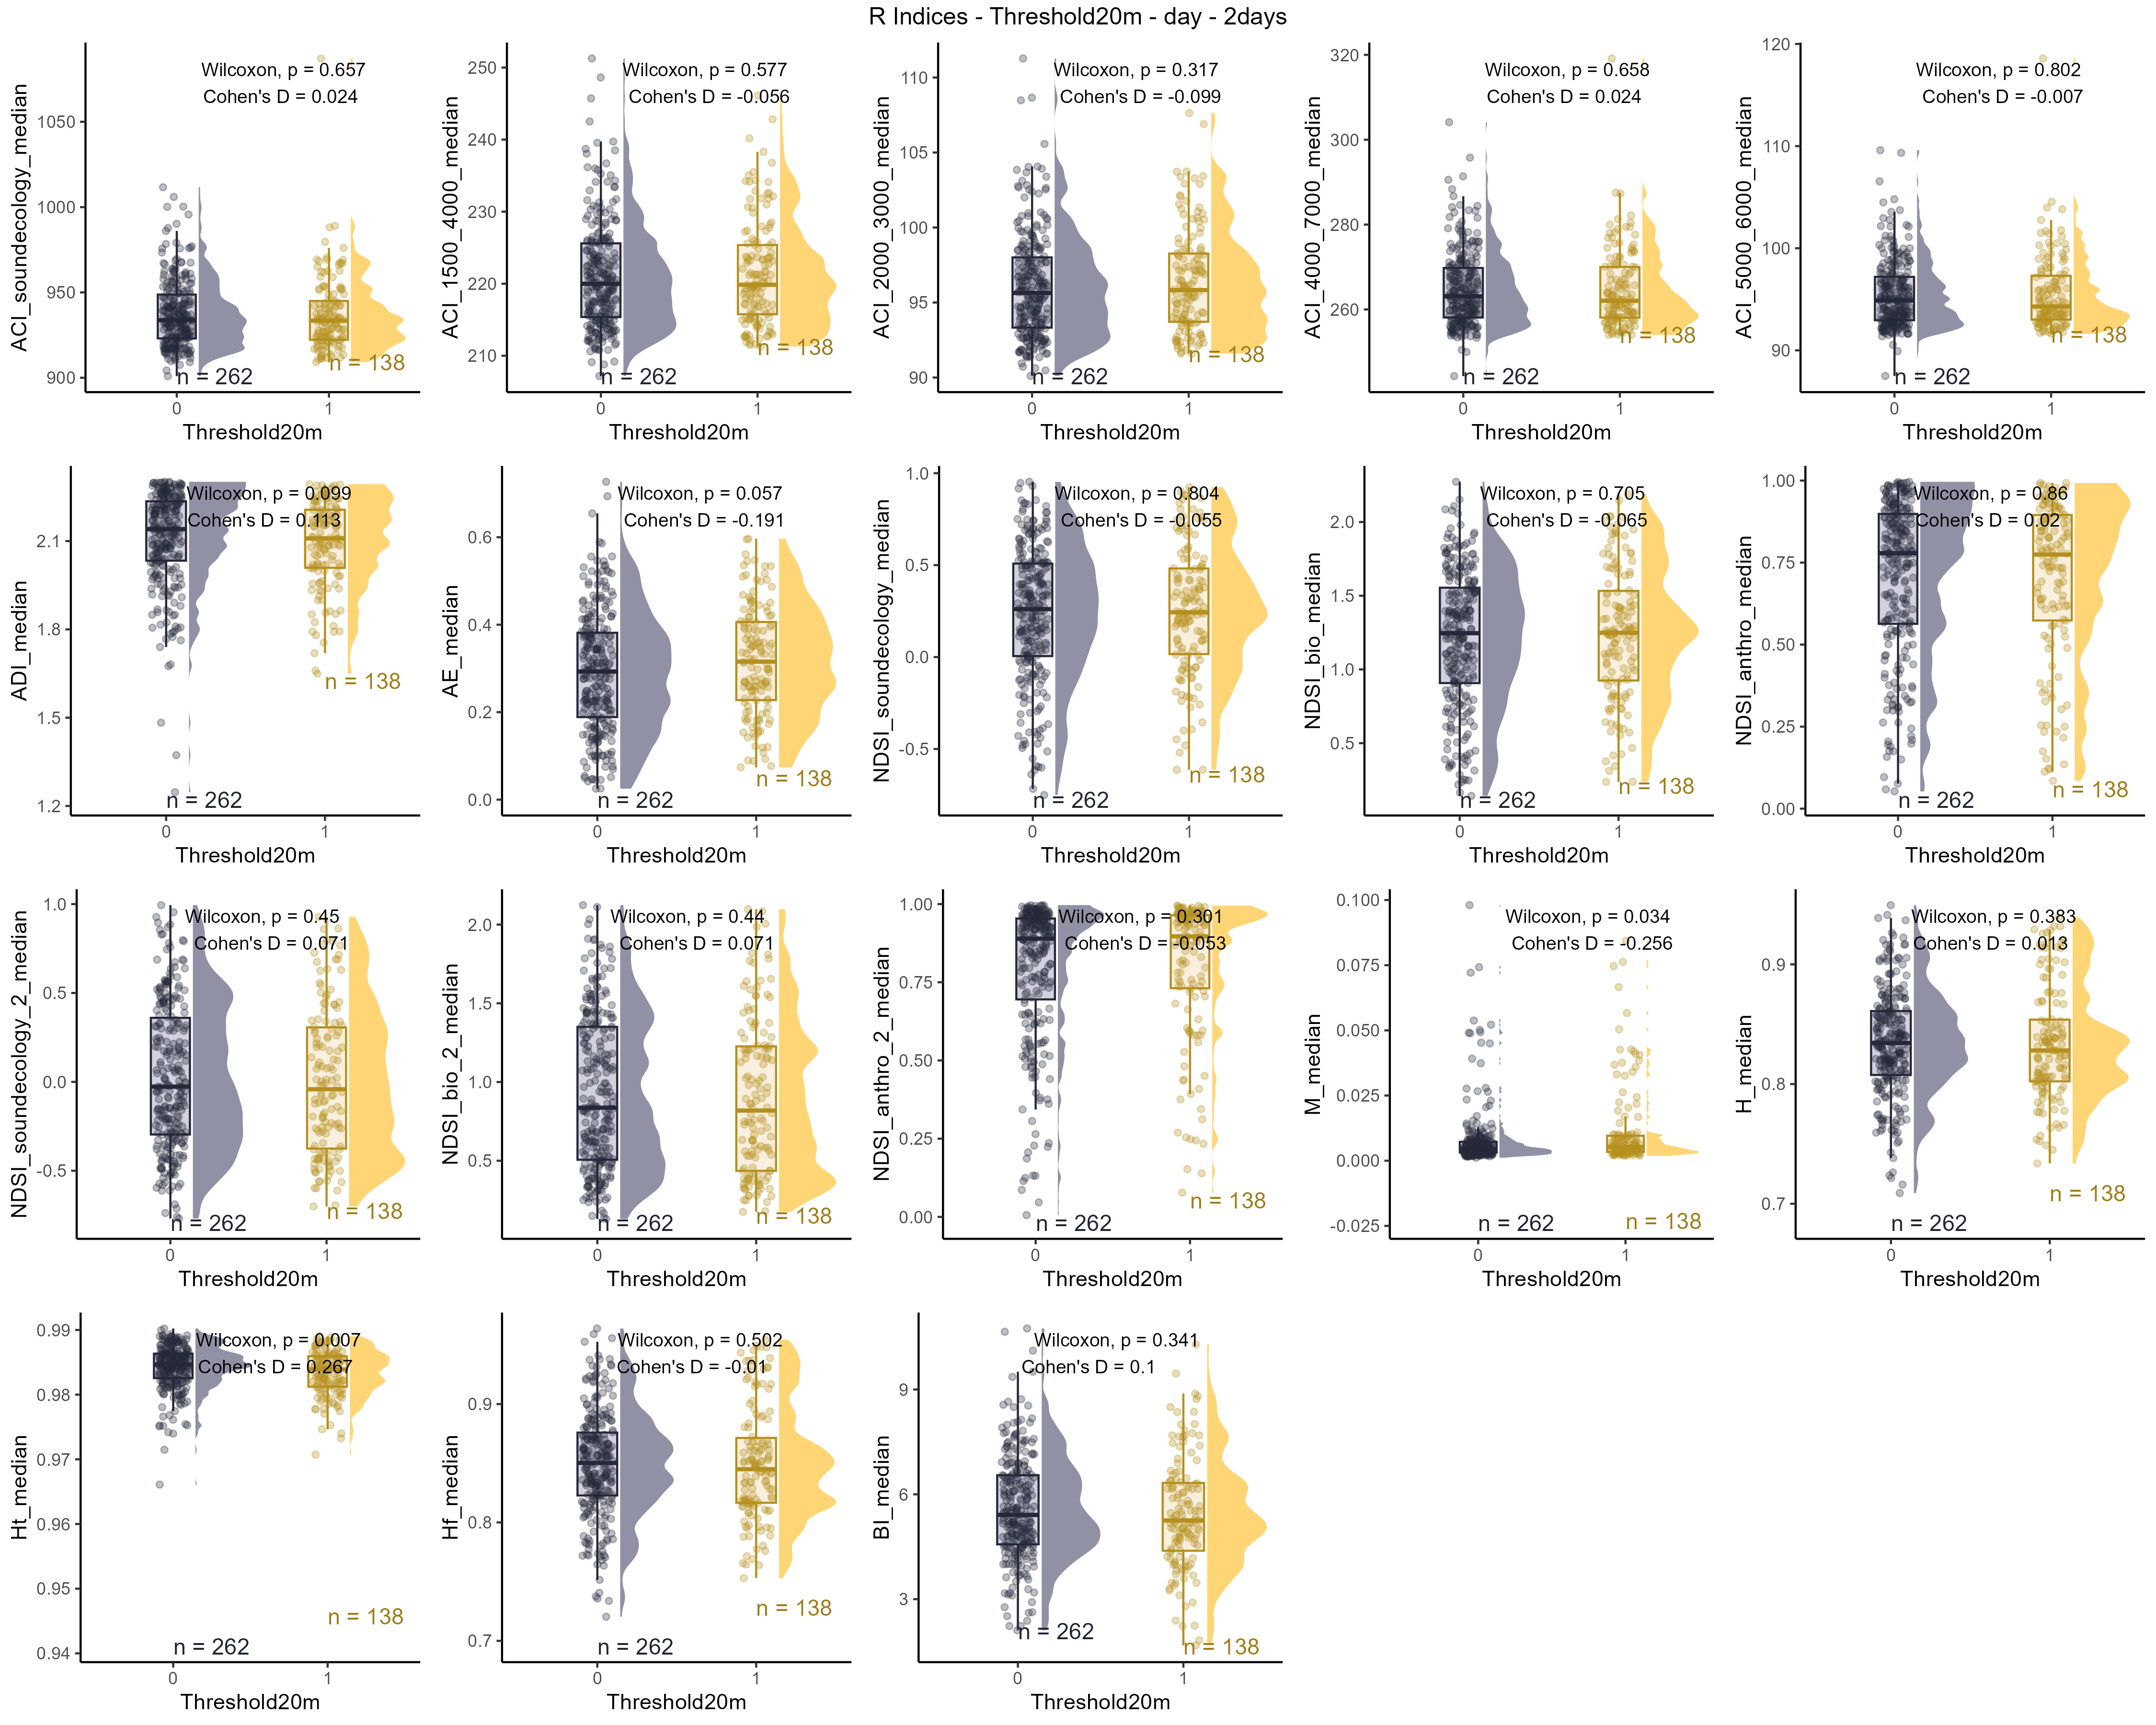 R Indices - Threshold20m - day - 2days
ACI_soundecology_median
1050
1000
950
900
Wilcoxon, p = 0.657
Cohen's D = 0.024
n = 262
n = 138
0
1
Threshold20m
ACI_1500_4000_median
250
240
230
220
210
Wilcoxon, p = 0.577
Cohen's D = -0.056
n = 262
n = 138
0
1
Threshold20m
ACI_2000_3000_median
110
105
100
95
90
Wilcoxon, p = 0.317
Cohen's D = -0.099
n = 262
n = 138
0
1
Threshold20m
ACI_4000_7000_median
320
300
280
260
Wilcoxon, p = 0.658
Cohen's D = 0.024
n = 262
n = 138
0
1
Threshold20m
ACI_5000_6000_median
120
110
100
90
Wilcoxon, p = 0.802
Cohen's D = -0.007
n = 262
n = 138
0
1
Threshold20m
ADI_median
2.1
1.8
1.5
1.2
Wilcoxon, p = 0.099
Cohen's D = 0.113
n = 262
n = 138
0
1
Threshold20m
AE_median
0.6
0.4
0.2
0.0
Wilcoxon, p = 0.057
Cohen's D = -0.191
n = 262
n = 138
0
1
Threshold20m
NDSI_soundecology_median
1.0
0.5
0.0
-0.5
Wilcoxon, p = 0.804
Cohen's D = -0.055
n = 262
n = 138
0
1
Threshold20m
NDSI_bio_median
2.0
1.5
1.0
0.5
Wilcoxon, p = 0.705
Cohen's D = -0.065
n = 262
n = 138
0
1
Threshold20m
NDSI_anthro_median
1.00
0.75
0.50
0.25
0.00
Wilcoxon, p = 0.86
Cohen's D = 0.02
n = 262
n = 138
0
1
Threshold20m
NDSI_soundecology_2_median
1.0
0.5
0.0
-0.5
Wilcoxon, p = 0.45
Cohen's D = 0.071
n = 262
n = 138
0
1
Threshold20m
NDSI_bio_2_median
2.0
1.5
1.0
0.5
Wilcoxon, p = 0.44
Cohen's D = 0.071
n = 262
n = 138
0
1
Threshold20m
NDSI_anthro_2_median
1.00
0.75
0.50
0.25
0.00
Wilcoxon, p = 0.301
Cohen's D = -0.053
n = 262
n = 138
0
1
Threshold20m
M_median
0.100
0.075
0.050
0.025
0.000
-0.025
Wilcoxon, p = 0.034
Cohen's D = -0.256
n = 262
n = 138
0
1
Threshold20m
H_median
0.9
0.8
0.7
Wilcoxon, p = 0.383
Cohen's D = 0.013
n = 262
n = 138
0
1
Threshold20m
Ht_median
0.99
0.98
0.97
0.96
0.95
0.94
Wilcoxon, p = 0.007
Cohen's D = 0.267
n = 262
n = 138
0
1
Threshold20m
Hf_median
0.9
0.8
0.7
Wilcoxon, p = 0.502
Cohen's D = -0.01
n = 262
n = 138
0
1
Threshold20m
BI_median
9
6
3
Wilcoxon, p = 0.341
Cohen's D = 0.1
n = 262
n = 138
0
1
Threshold20m